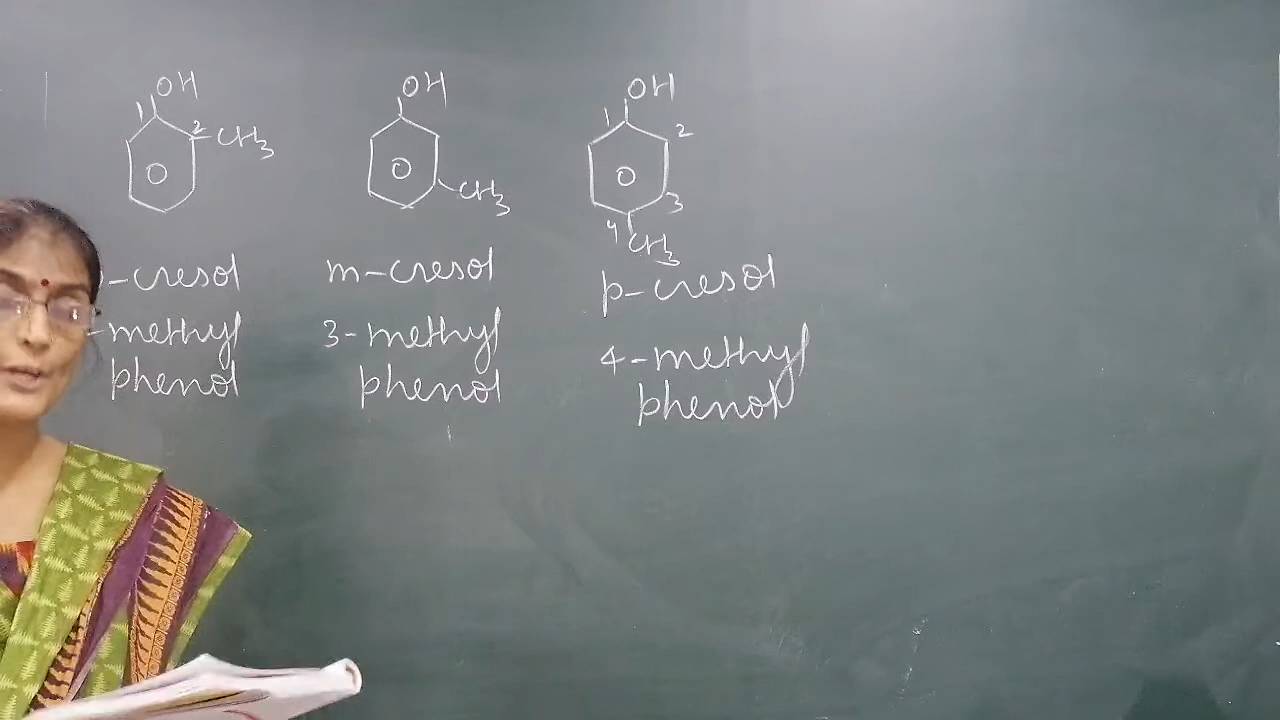 OH
1
2
CH3
-cresol
-methyl
phenol
OH
CH3
m-cresol
3-methyl
phenol
OH
1
2
3
4
CH3
p-cresol
4-methyl
phenol